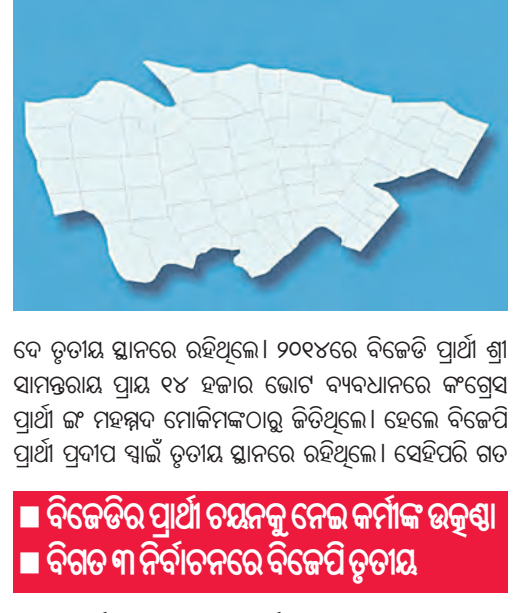 ଦେ ତୃତୀୟ ସ୍ଥାନରେ ରହିଥିଲେ। ୨୦୧୪ରେ ବିଜେଡି ପ୍ରାର୍ଥୀ ଶ୍ରୀ
ସାମନ୍ତରାୟ ପ୍ରାୟ ୧୪ ହଜାର ଭୋଟ ବ୍ୟବଧାନରେ କଂଗ୍ରେସ
ପ୍ରାର୍ଥୀ ଇଂ ମହମ୍ମଦ ମୋକିମଙ୍କଠାରୁ ଜିତିଥିଲେ। ହେଲେ ବିଜେପି
ପ୍ରାର୍ଥୀ ପ୍ରଦୀପ ସ୍ୱାଇଁ ତୃତୀୟ ସ୍ଥାନରେ ରହିଥିଲେ। ସେହିପରି ଗତ
■ ବିଜେଡିର ପ୍ରାର୍ଥୀ ଚୟନକୁ ନେଇ କର୍ମୀଙ୍କ ଉତ୍କଣ୍ଠା
■ ବିଗତ ୩ ନିର୍ବାଚନରେ ବିଜେପି ତୃତୀୟ